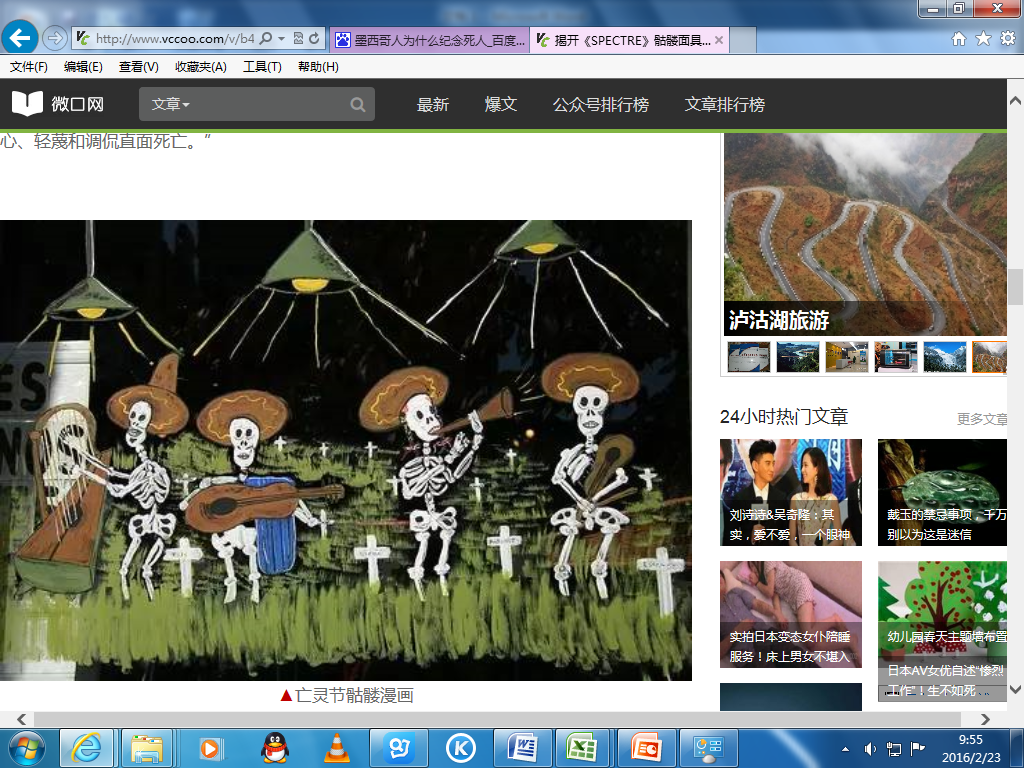 http://www.vccoo.com/v/b4
墨西哥人为什么纪念死人_百度...
揭开《SPECTRE》骷髅面具...
文件(F) 编辑(E) 查看(V) 收藏夹(A) 工具(T) 帮助(H)
微口网 文章 最新 爆文 公众号排行榜 文章排行榜
心、轻蔑和调侃直面死亡。”
泸沽湖旅游
24小时热门文章 更多文章
刘诗诗&吴奇隆：其
实，爱不爱，一个眼神
戴玉的禁忌事项，千万
别以为这是迷信
实拍日本变态女仆陪睡
服务！床上男女不堪入
幼儿园春天主题墙布置
日本AV女优自述“惨烈
工作”！生不如死...
▲亡灵节骷髅漫画
9:55
2016/2/23